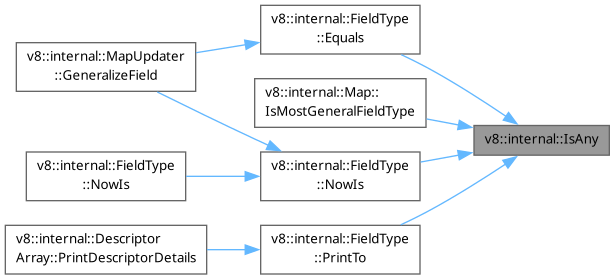 v8::internal::FieldType
::Equals
v8::internal::MapUpdater
::GeneralizeField
v8::internal::Map::
IsMostGeneralFieldType
v8::internal::IsAny
v8::internal::FieldType
::NowIs
v8::internal::FieldType
::NowIs
v8::internal::Descriptor
Array::PrintDescriptorDetails
v8::internal::FieldType
::PrintTo